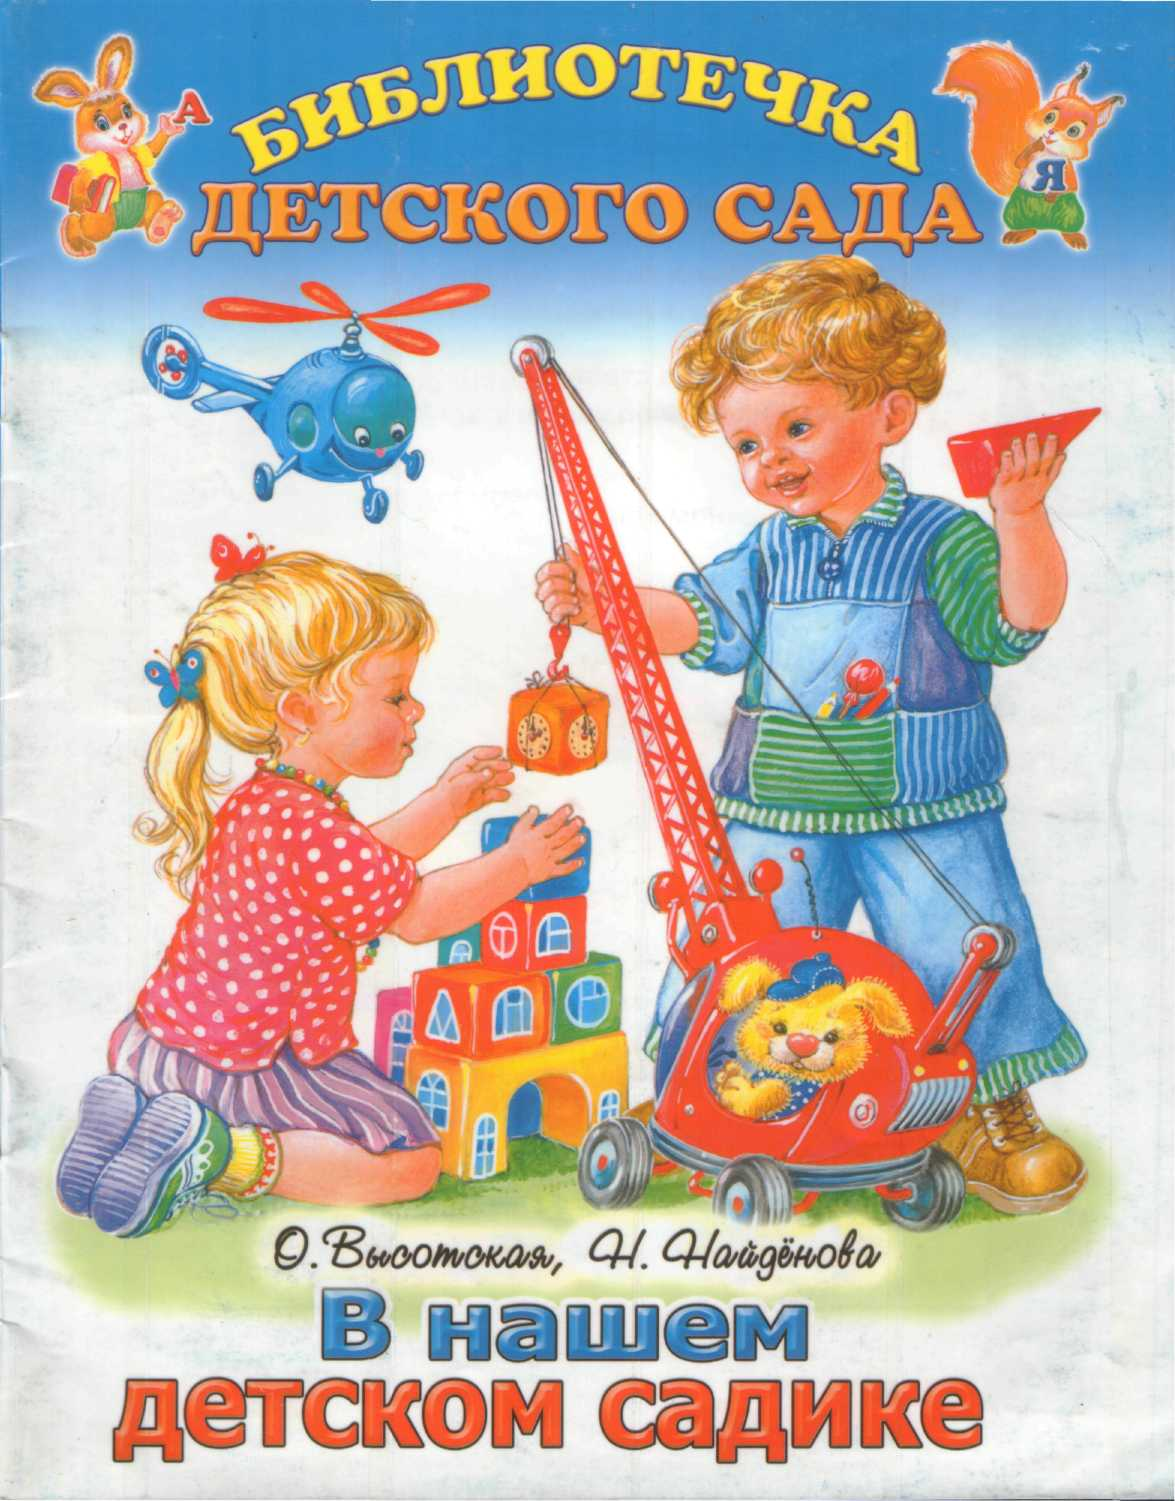 А
БИБЛИОТЕЧКА
ДЕТСКОГО САДА
Я
О. Высотская, Н. Найдёнова
В нашем
детском садике